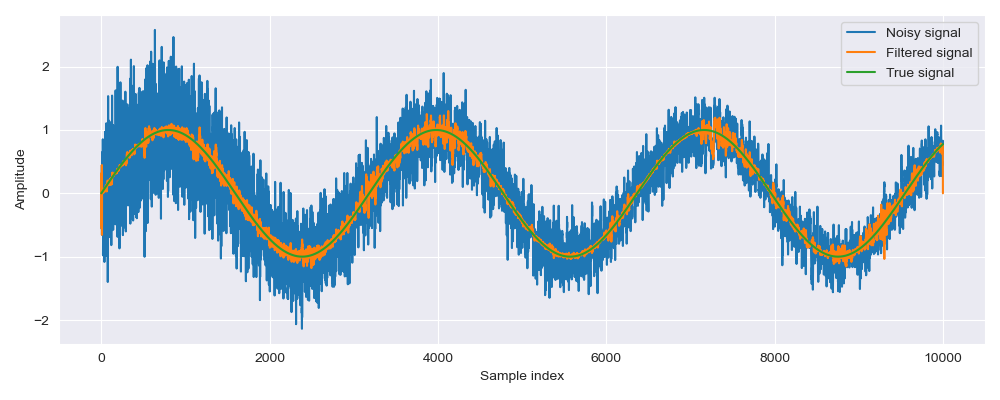 Noisy signal
Filtered signal
True signal
Amplitude
2
1
0
−1
−2
0 2000 4000 6000 8000 10000
Sample index